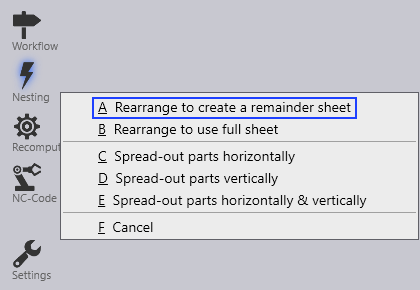 Workflow
Nesting
A Rearrange to create a remainder sheet
B Rearrange to use full sheet
Recomput
C Spread-out parts horizontally
D Spread-out parts vertically
NC-Code
E Spread-out parts horizontally & vertically
F Cancel
Settings